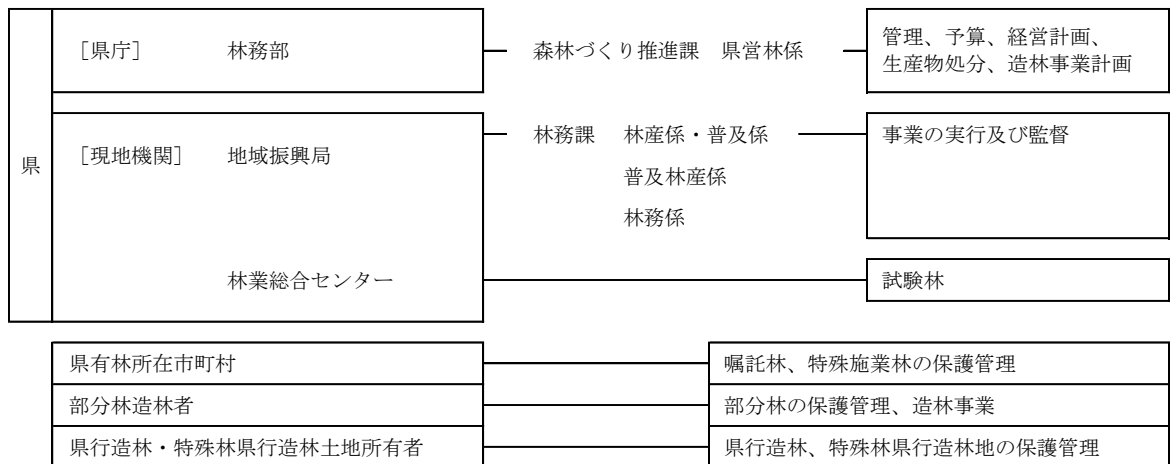 県
［県庁］　林務部　森林づくり推進課　県営林係　管理、予算、経営計画、
生産物処分、造林事業計画
［現地機関］　地域振興局　林務課　林産係・普及係　事業の実行及び監督
普及林産係
林務係
林業総合センター　試験林
県有林所在市町村　嘱託林、特殊施業林の保護管理
部分林造林者　部分林の保護管理、造林事業
県行造林・特殊林県行造林土地所有者　県行造林、特殊林県行造林地の保護管理